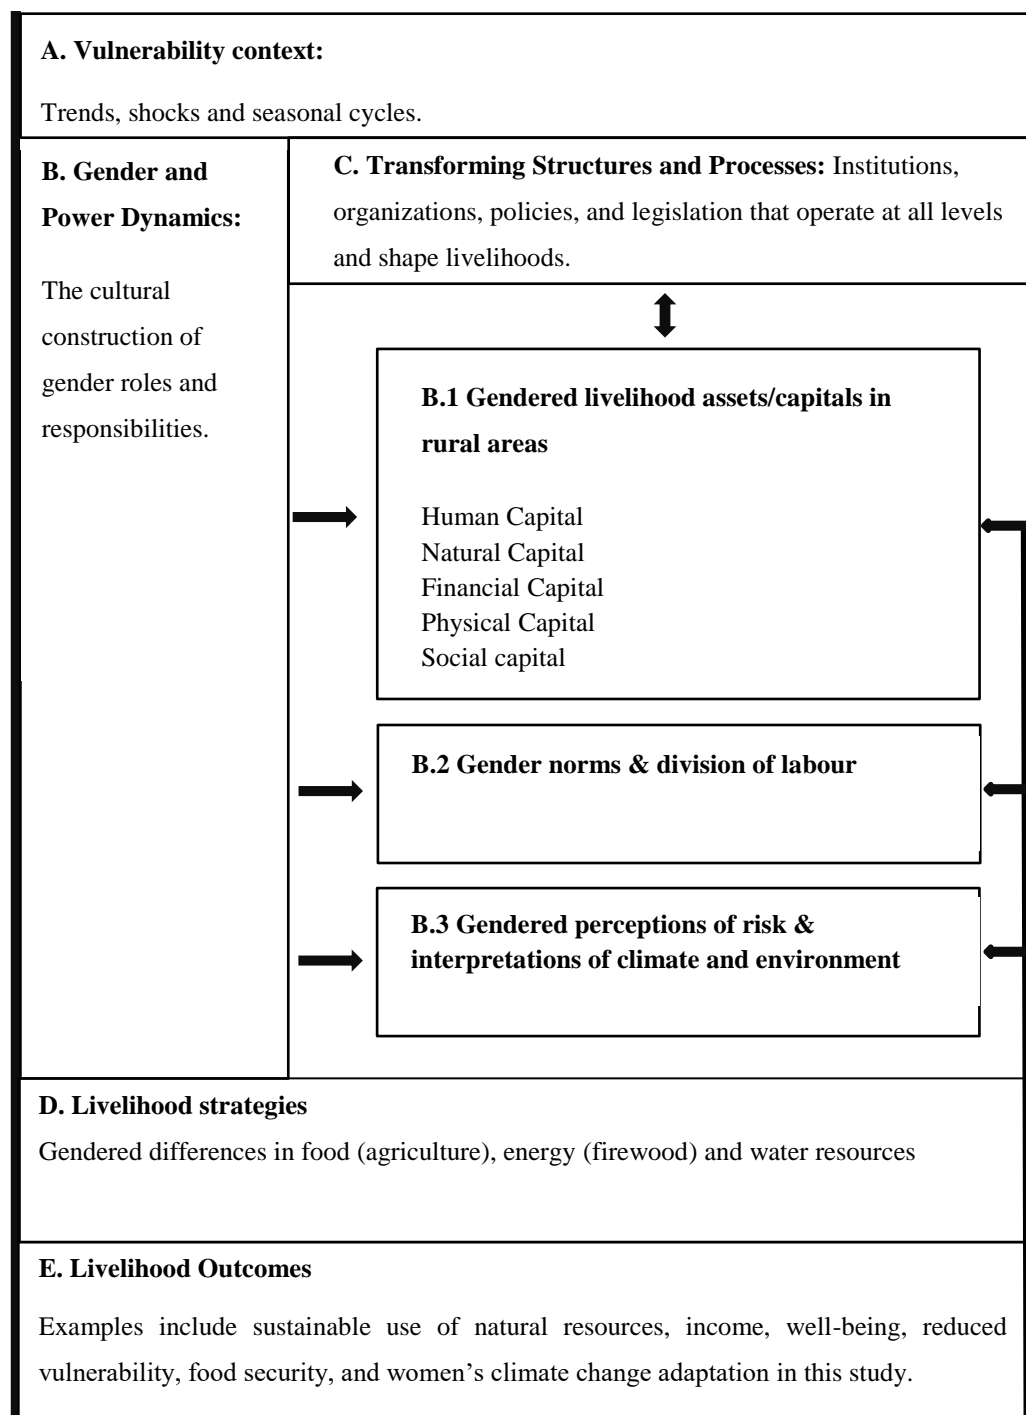 A. Vulnerability context:
Trends, shocks and seasonal cycles.
B. Gender and
Power Dynamics:
The cultural
construction of
gender roles and
responsibilities.
C. Transforming Structures and Processes: Institutions,
organizations, policies, and legislation that operate at all levels
and shape livelihoods.
B.1 Gendered livelihood assets/capitals in
rural areas
Human Capital
Natural Capital
Financial Capital
Physical Capital
Social capital
B.2 Gender norms & division of labour
B.3 Gendered perceptions of risk &
interpretations of climate and environment
D. Livelihood strategies
Gendered differences in food (agriculture), energy (firewood) and water resources
E. Livelihood Outcomes
Examples include sustainable use of natural resources, income, well-being, reduced
vulnerability, food security, and women’s climate change adaptation in this study.